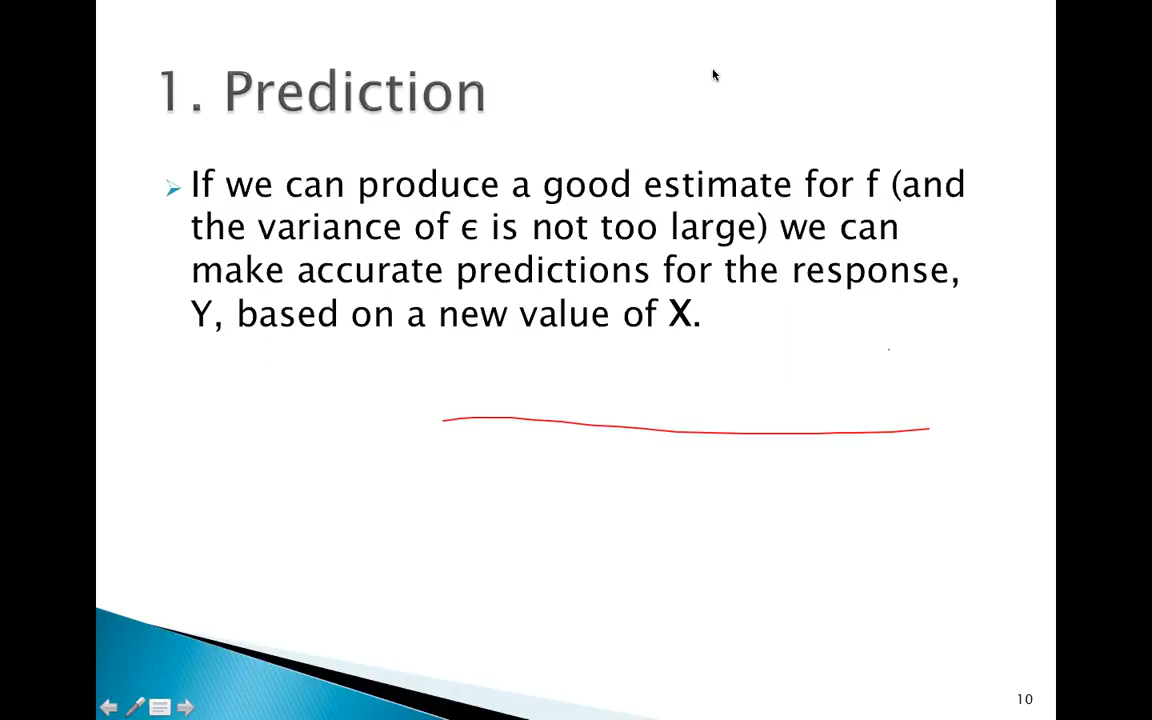 1. Prediction
If we can produce a good estimate for f (and
the variance of ϵ is not too large) we can
make accurate predictions for the response,
Y, based on a new value of X.
10